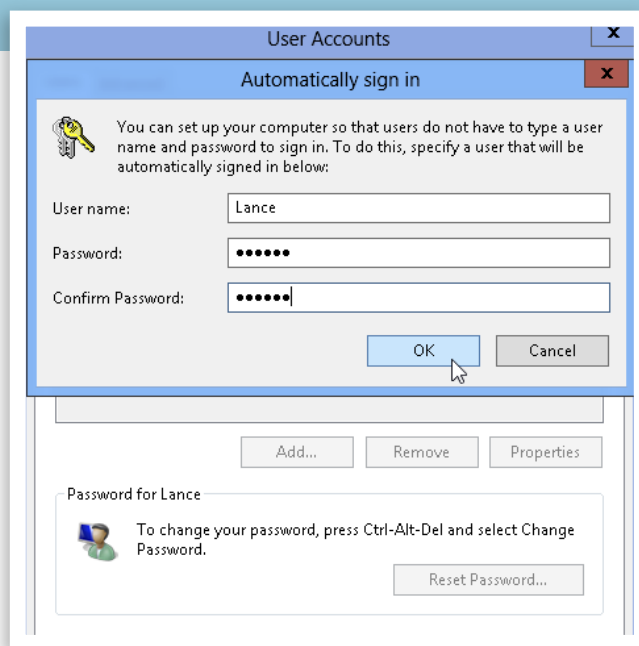 User Accounts
x
Automatically sign in
x
You can set up your computer so that users do not have to type a user
name and password to sign in. To do this, specify a user that will be
automatically signed in below:
User name:
Lance
Password:
●●●●●●
Confirm Password:
●●●●●●
OK
Cancel
Add...
Remove
Properties
Password for Lance
To change your password, press Ctrl-Alt-Del and select Change
Password.
Reset Password...